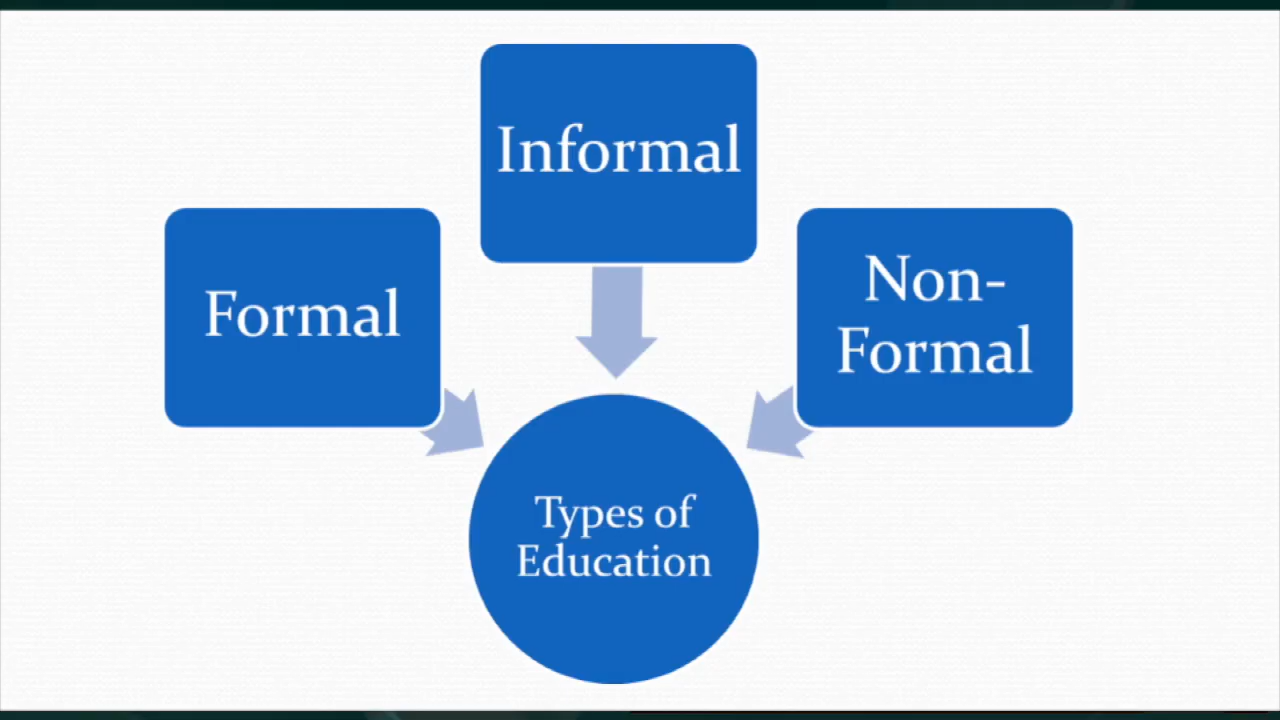 Informal
Formal
Non-
Formal
Types of
Education